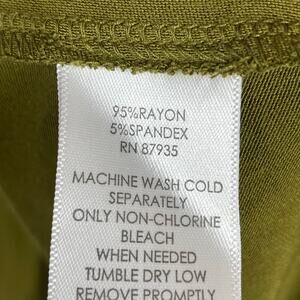 95%RAYON
5%SPANDEX
RN 87935
MACHINE WASH COLD
SEPARATELY
ONLY NON-CHLORINE
BLEACH
WHEN NEEDED
TUMBLE DRY LOW
REMOVE PROMPTLY